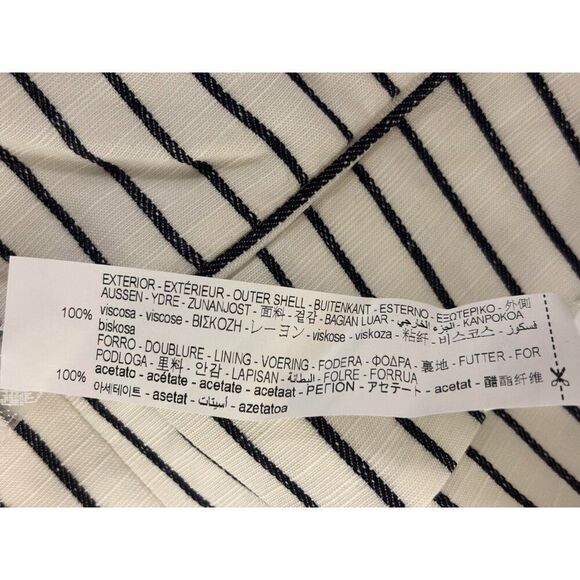 EXTERIOR - EXTÉRIEUR - OUTER SHELL - BUITENKANT - ESTERNO - ΕΞΩΤΕΡΙΚΟ - 外側
AUSSEN - YDRE - ZUNANJOST - 面料 - 겉감 - BAGIAN LUAR - الجزء الخارجي - KANPOKOA
100% viscosa - viscose - ΒΙΣΚΟΖΗ - レーヨン - viskose - viskoza - 粘纤 - 비스코스 - فسكوز -
biskosa
FORRO - DOUBLURE - LINING - VOERING - FODERA - ΦΟΔΡΑ - 裏地 - FUTTER - FOR
PODLOGA - 里料 - 안감 - LAPISAN - البطانة - FOLRE - FORRUA
100% acetato - acétate - acetate - acetaat - ΡΕΓΙΟΝ - アセテート - acetat - 醋酯纤维
아세테이트 - asetat - أسيتات - azetatoa